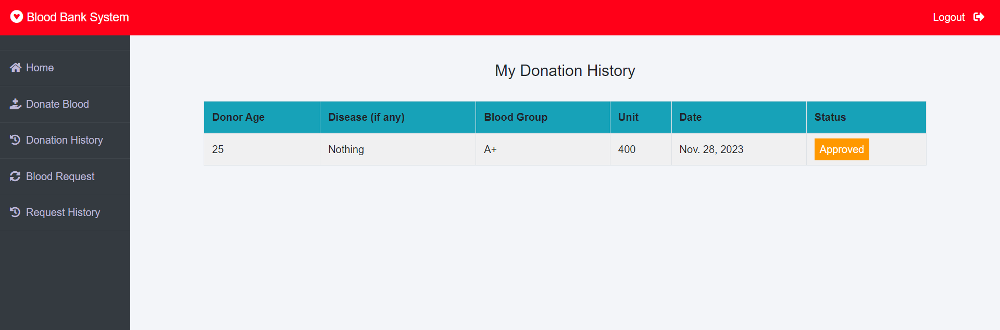 Blood Bank System
Logout
Home
Donate Blood
Donation History
Blood Request
Request History
My Donation History
Donor Age Disease (if any) Blood Group Unit Date Status
25 Nothing A+ 400 Nov. 28, 2023 Approved